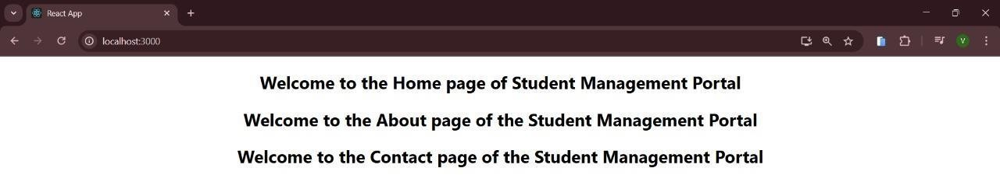 React App
localhost:3000
V
Welcome to the Home page of Student Management Portal
Welcome to the About page of the Student Management Portal
Welcome to the Contact page of the Student Management Portal